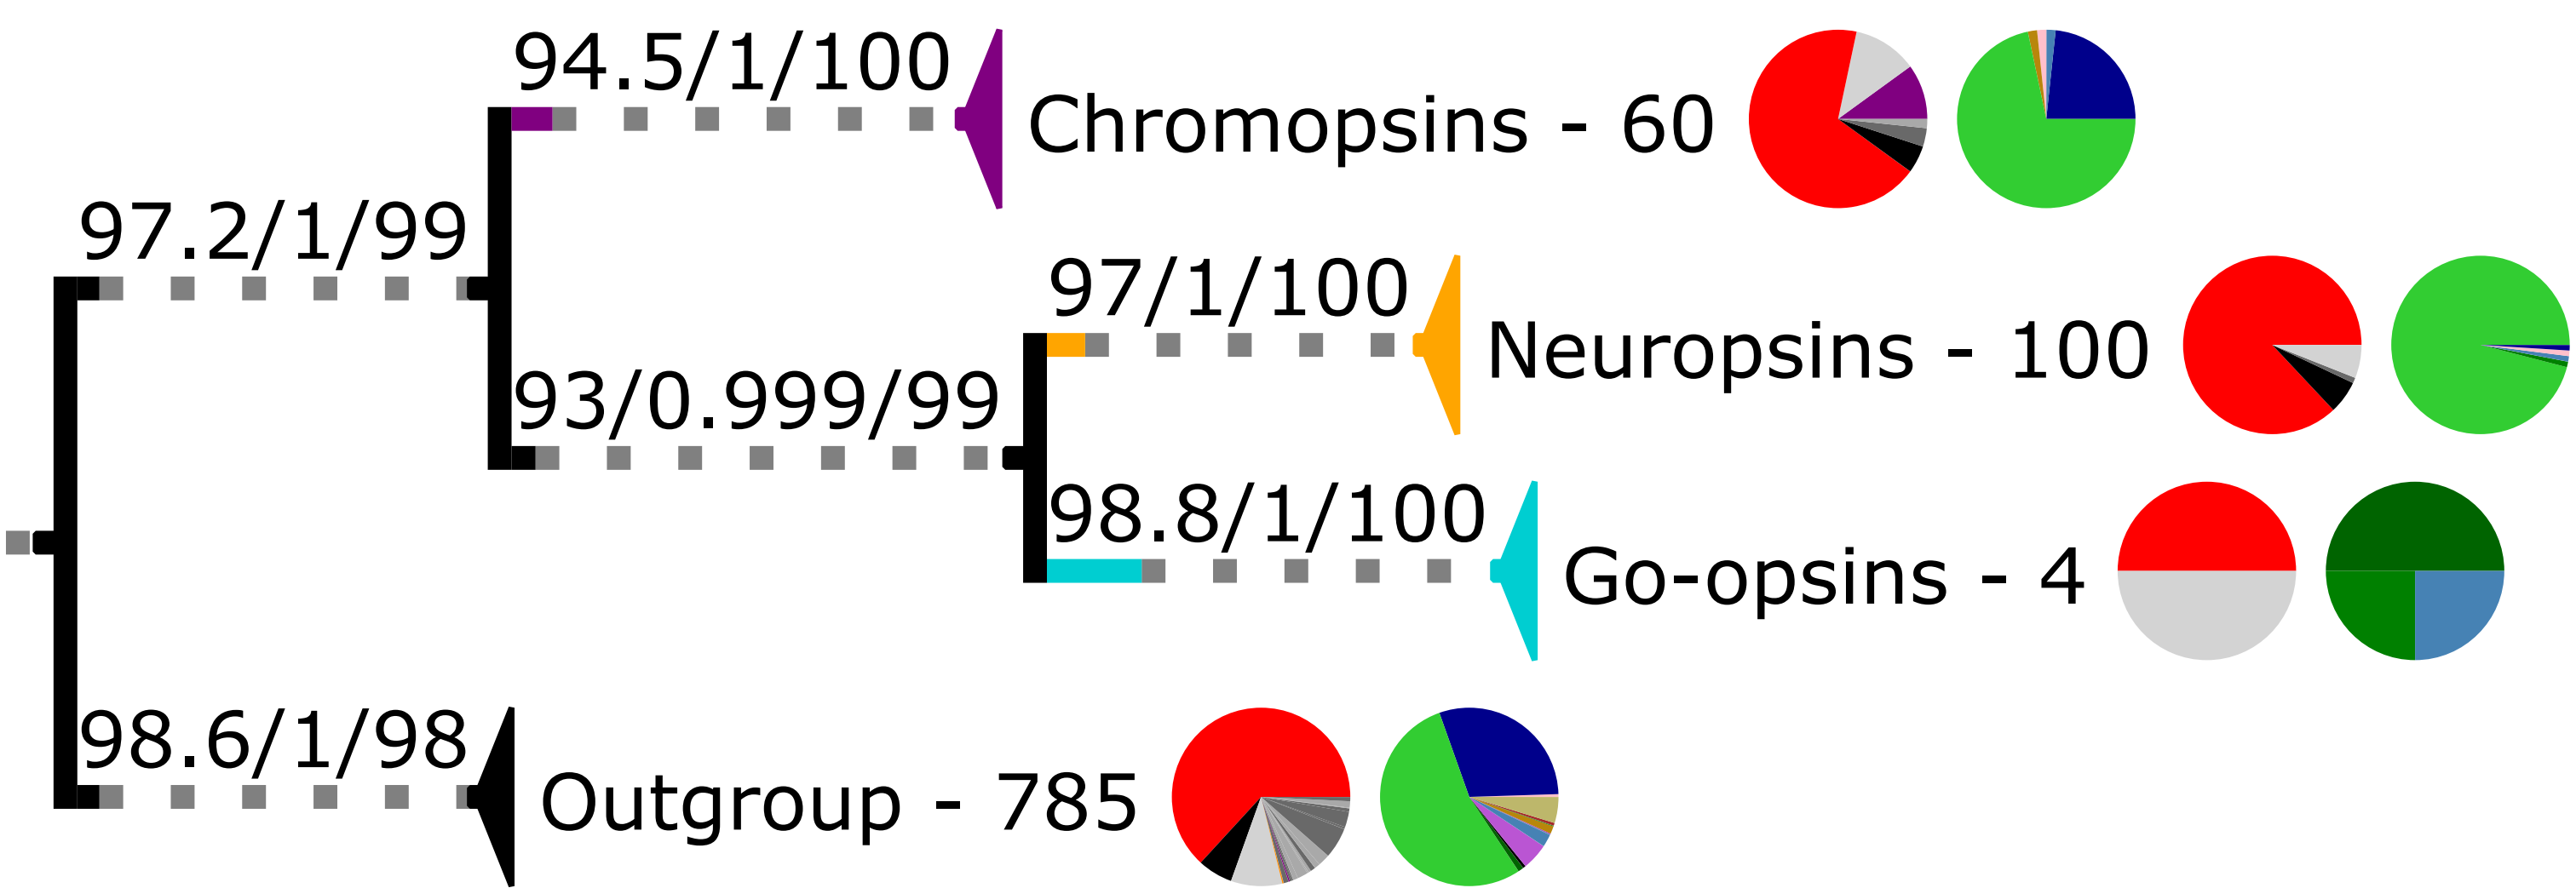 94.5/1/100
Chromopsins - 60
97.2/1/99
97/1/100
Neuropsins - 100
93/0.999/99
98.8/1/100
Go-opsins - 4
98.6/1/98
Outgroup - 785